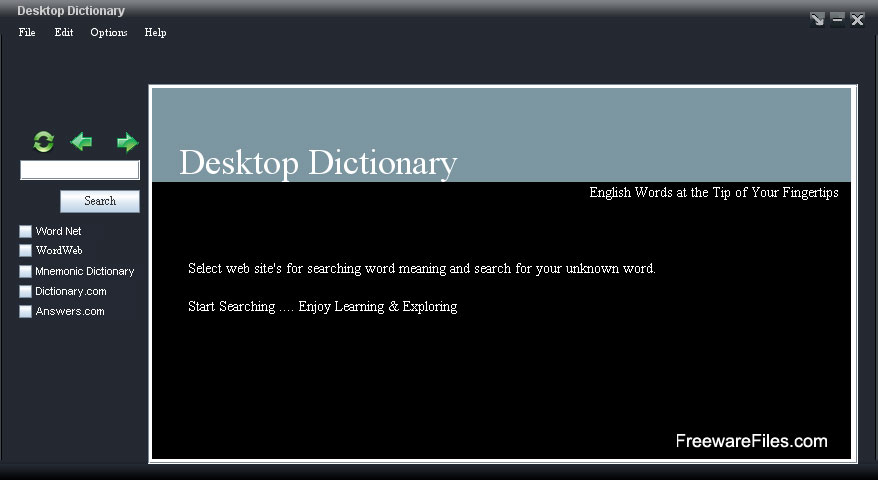 Desktop Dictionary
File Edit Options Help
Desktop Dictionary
English Words at the Tip of Your Fingertips
Search
Word Net
WordWeb
Mnemonic Dictionary
Dictionary.com
Answers.com
Select web site's for searching word meaning and search for your unknown word.
Start Searching .... Enjoy Learning & Exploring
FreewareFiles.com